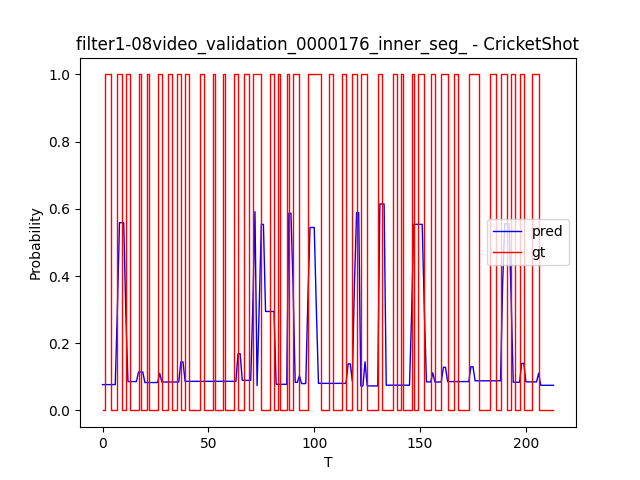 filter1-08video_validation_0000176_inner_seg_ - CricketShot
1.0
0.8
0.6
0.4
0.2
0.0
Probability
pred
gt
0 50 100 150 200
T